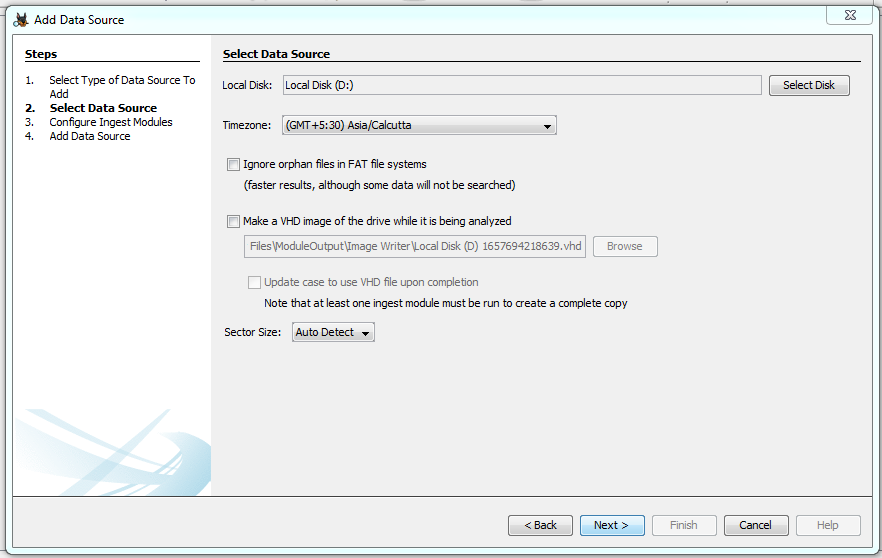 Add Data Source
Steps
1. Select Type of Data Source To
Add
2. Select Data Source
3. Configure Ingest Modules
4. Add Data Source
Select Data Source
Local Disk: Local Disk (D:) Select Disk
Timezone: (GMT+5:30) Asia/Calcutta
Ignore orphan files in FAT file systems
(faster results, although some data will not be searched)
Make a VHD image of the drive while it is being analyzed
Files\ModuleOutput\Image Writer\Local Disk (D) 1657694218639.vhd Browse
Update case to use VHD file upon completion
Note that at least one ingest module must be run to create a complete copy
Sector Size: Auto Detect
< Back Next > Finish Cancel Help